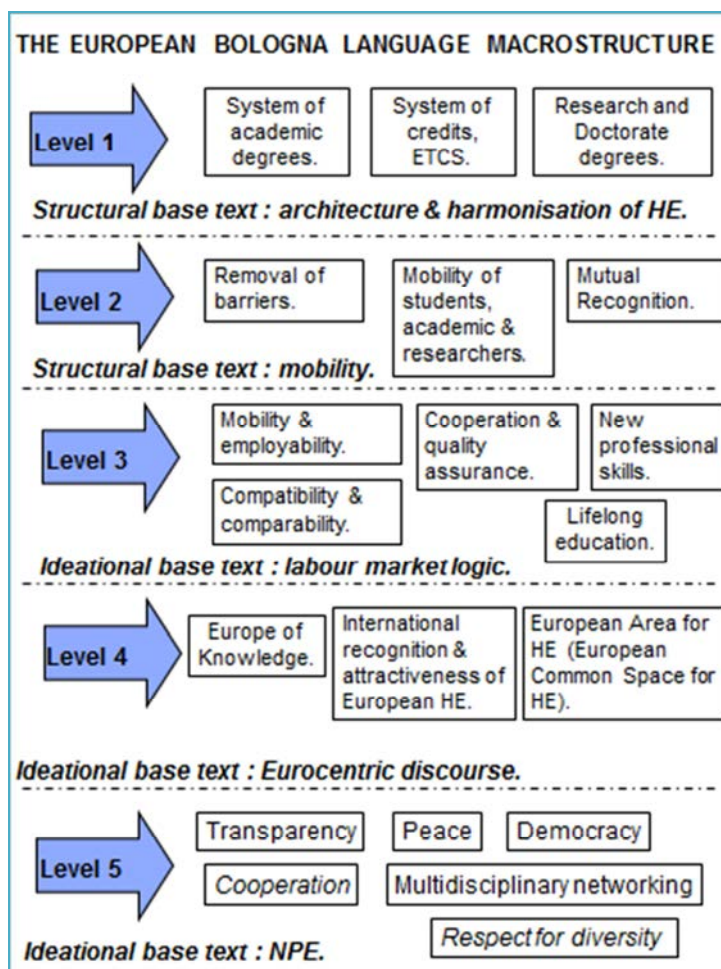 THE EUROPEAN BOLOGNA LANGUAGE MACROSTRUCTURE
Level 1
System of
academic
degrees.
System of
credits,
ETCS.
Research and
Doctorate
degrees.
Structural base text : architecture & harmonisation of HE.
Level 2
Removal of
barriers.
Mobility of
students,
academic &
researchers.
Mutual
Recognition.
Structural base text : mobility.
Level 3
Mobility &
employability.
Cooperation &
quality
assurance.
New
professional
skills.
Compatibility &
comparability.
Lifelong
education.
Ideational base text : labour market logic.
Level 4
Europe of
Knowledge.
International
recognition &
attractiveness of
European HE.
European Area for
HE (European
Common Space for
HE).
Ideational base text : Eurocentric discourse.
Level 5
Transparency
Peace
Democracy
Cooperation
Multidisciplinary networking
Respect for diversity
Ideational base text : NPE.